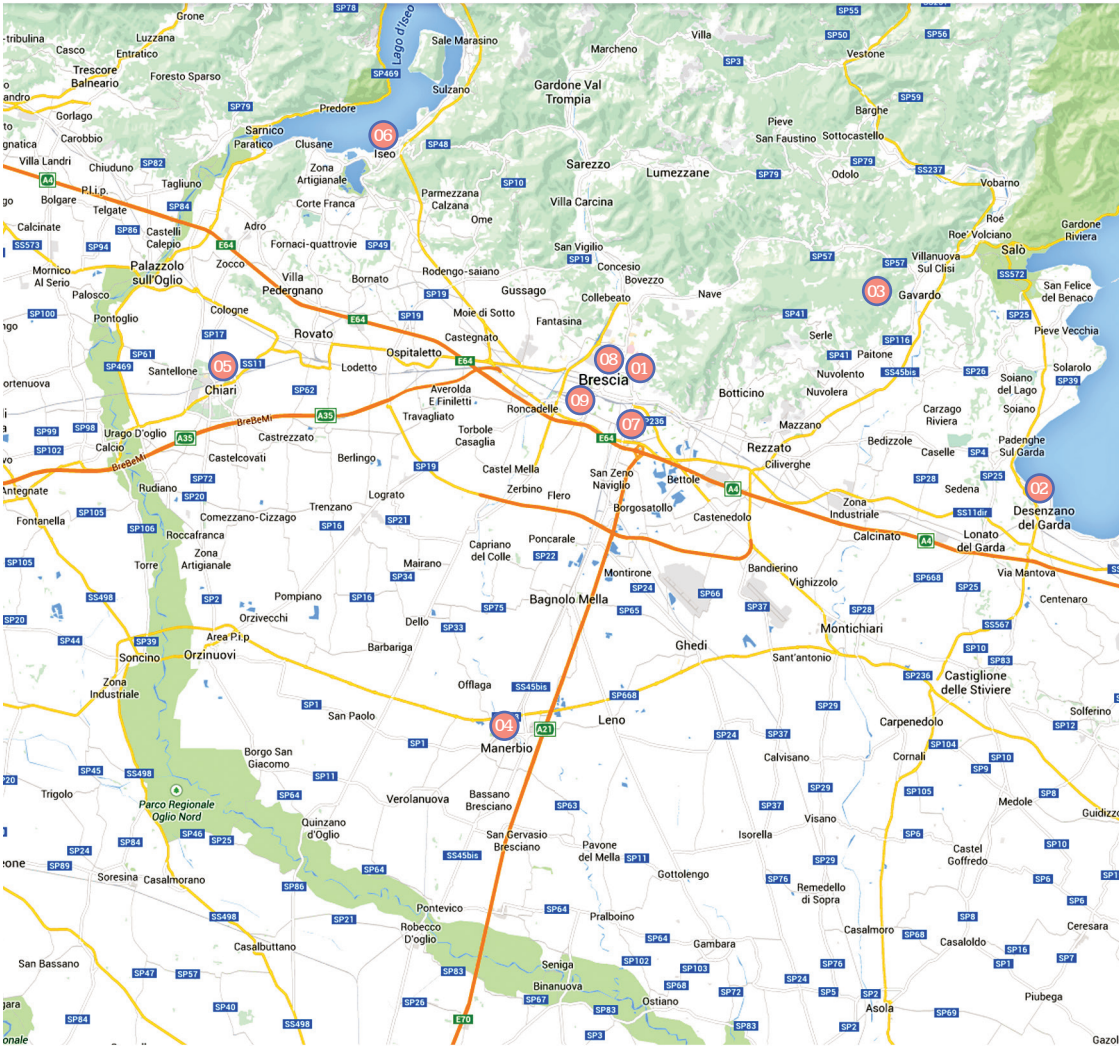 SP78
SP55
Grone
SP50
SP56
-tribulina
Luzzana
Lago d'Iseo
Sale Marasino
Villa
Casco
Entratico
Marcheno
Vestone
Trescore
Balneario
Foresto Sparso
SP469
SP3
Sulzano
Gardone Val
Trompia
SP59
SP79
Predore
Barghe
Gorlago
Carobbio
Sarnico
Paratico
Clusane
06
Iseo
SP48
Pieve
San Faustino
Sottocastello
Villa Landri
Chiuduno
SP82
Zona
Artigianale
Sarezzo
Lumezzane
SP79
SP79
Odolo
SS237
A4
P.l.i.p.
Tagliuno
SP10
Vobarno
Bolgare
Telgate
SP84
Corte Franca
Parmezzana
Calzana
Villa Carcina
Calcinate
SP86
Castelli
Calepio
Adro
Ome
Roé
Gardone
Riviera
SS573
SP94
E64
Fornaci-quattrovie
SP49
San Vigilio
SP19
Roe' Volciano
Salò
Mornico
Al Serio
Palazzolo
sull'Oglio
Zocco
Villa
Pedergnano
Bornato
Rodengo-saiano
Concesio
Bovezzo
SP57
SP57
Villanuova
Sul Clisi
SS572
Palosco
SP19
Gussago
Collebeato
Nave
03
Gavardo
San Felice
del Benaco
SP100
Pontoglio
Cologne
E64
SP19
Moie di Sotto
Fantasina
SP41
SP25
SP17
Rovato
Castegnato
Serle
SP116
Pieve Vecchia
SP61
SP469
Santellone
05
SS11
Lodetto
Ospitaletto
E64
08
01
SP41
Paitone
Solarolo
Chiari
SP62
Brescia
Nuvolento
SS45bis
SP26
Soiano
del Lago
SP39
Averolda
E Finiletti
09
Botticino
Nuvolera
Roncadelle
BreBeMi
A35
Travagliato
07
P236
Mazzano
Carzago
Riviera
Soiano
SP99
SP98
Urago D'oglio
A35
Castrezzato
Torbole
Casaglia
E64
Rezzato
Bedizzole
Padenghe
Sul Garda
SP102
Calcio
BreBeMi
Castelcovati
Berlingo
SP19
Castel Mella
San Zeno
Naviglio
Bettole
Ciliverghe
Caselle
SP4
SP72
SP28
SP25
Antegnate
Rudiano
SP20
Lograto
Zerbino
Flero
A4
Sedena
02
SP105
Comezzano-Cizzago
Trenzano
Borgosatollo
Castenedolo
Zona
Industriale
SS11dir
Desenzano
del Garda
Fontanella
SP106
Roccafranca
SP16
SP21
Poncarale
Calcinato
A4
Lonato
del Garda
SP105
Torre
Zona
Artigianale
Mairano
Capriano
del Colle
SP22
Montirone
Bandierino
Vighizzolo
SP668
Via Mantova
SP34
SP24
SP25
SS498
SP2
Pompiano
SP16
SP75
Bagnolo Mella
SP65
SP66
SP37
SP28
Centenaro
SP20
Orzivecchi
Dello
SP33
Montichiari
SS567
SP44
SP39
Area P.i.p
Barbariga
Ghedi
SP10
Soncino
Orzinuovi
Sant'antonio
SP83
Zona
Industriale
Offlaga
SS45bis
SP668
SP236
Castiglione
delle Stiviere
SP1
San Paolo
04
A21
Leno
SP29
Carpenedolo
Solferino
SP12
SP1
Manerbio
SP24
SP37
SP104
Borgo San
Giacomo
Calvisano
Cornali
SP10
SP9
SP20
SP45
SS498
SP11
Trigolo
Parco Regionale
Oglio Nord
SP64
Verolanuova
Bassano
Bresciano
SP63
SP37
SP29
SP105
SP8
Medole
Quinzano
d'Oglio
Visano
Guidizzo
SP46
SP25
San Gervasio
Bresciano
Pavone
del Mella
Isorella
SP6
SP84
SP24
SS45bis
SP11
SP29
Castel
Goffredo
SP10
SP89
SP64
Gottolengo
Soresina
Casalmorano
SP86
SP76
Remedello
di Sopra
SP6
SP6
SS498
SP21
Pontevico
SP64
Pralboino
SP8
Robecco
D'oglio
Casalmoro
SP68
Ceresara
Casalbuttano
SP64
Gambara
Casaloldo
SP16
San Bassano
SP47
SP57
SP83
Seniga
SP102
SP103
SP76
SP1
SP7
SP26
Binanuova
SP68
SP72
SP24
SP40
SP67
Ostiano
SP5
SP2
Piubega
SP84
SS498
E70
SP83
SP83
Asola
SP69
SP3
SP2